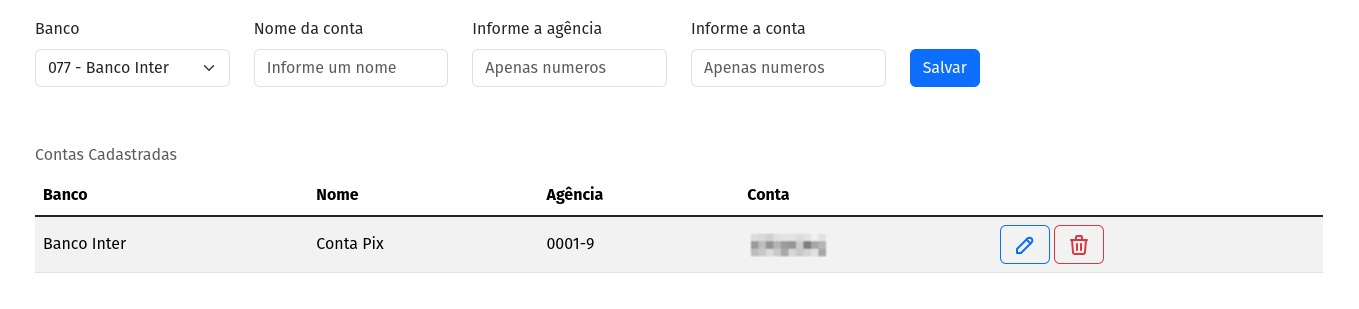 Banco Nome da conta Informe a agência Informe a conta
077 - Banco Inter Informe um nome Apenas numeros Apenas numeros Salvar
Contas Cadastradas
Banco Nome Agência Conta
Banco Inter Conta Pix 0001-9